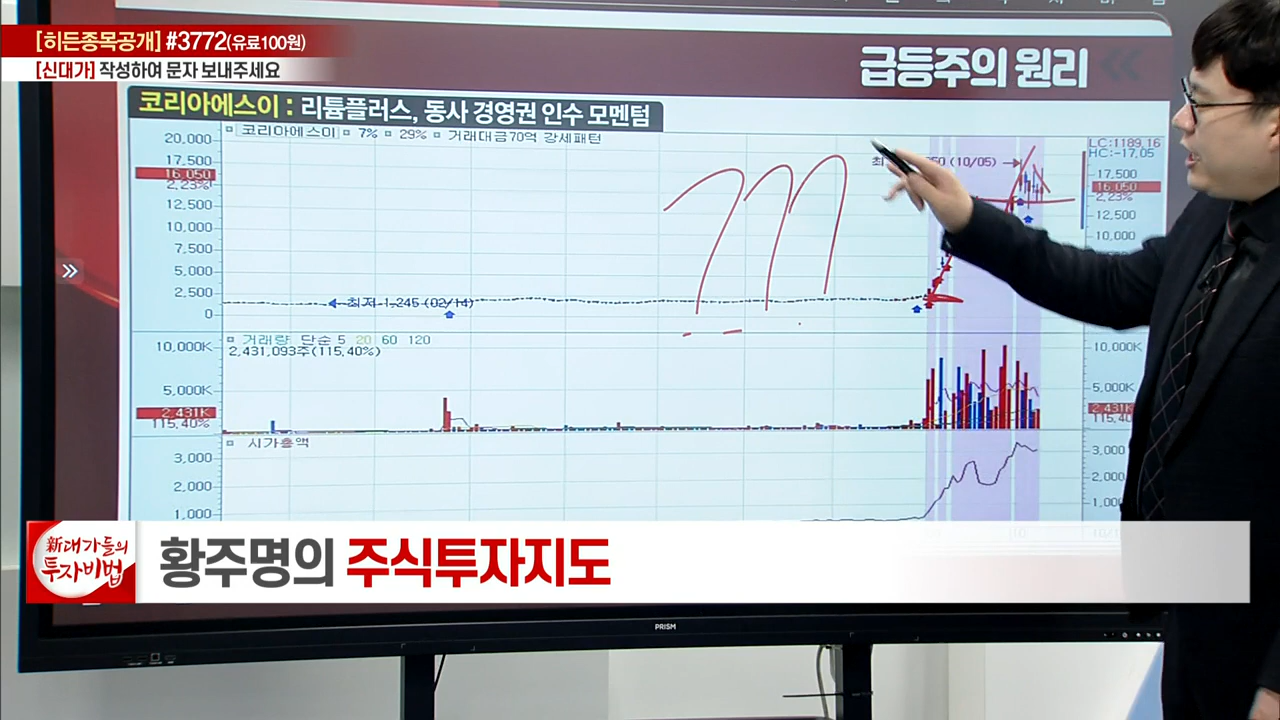 [히든종목공개] #3772(유료100원)
[신대가] 작성하여 문자 보내주세요
급등주의 원리
코리아에스이 : 리튬플러스, 동사 경영권 인수 모멘텀
코리아에스이 7% 29% 거래대금70억 강세패턴
20,000
17,500
16,050
2,23%
12,500
10,000
7,500
5,000
2,500
0
최저 1,245 (02/14)
(10/05)
LC:1189,16
HC:-17,05
17,500
16,050
2,23%
12,500
10,000
거래량 단순 5 20 60 120
2,431,093주(115,40%)
10,000K
5,000K
2,431K
115,40%
10,000K
5,000K
2,431K
115,40
시가총액
3,000
2,000
1,000
3,000
2,000
1,000
新대가들의
투자비법
황주명의 주식투자지도
PRISM